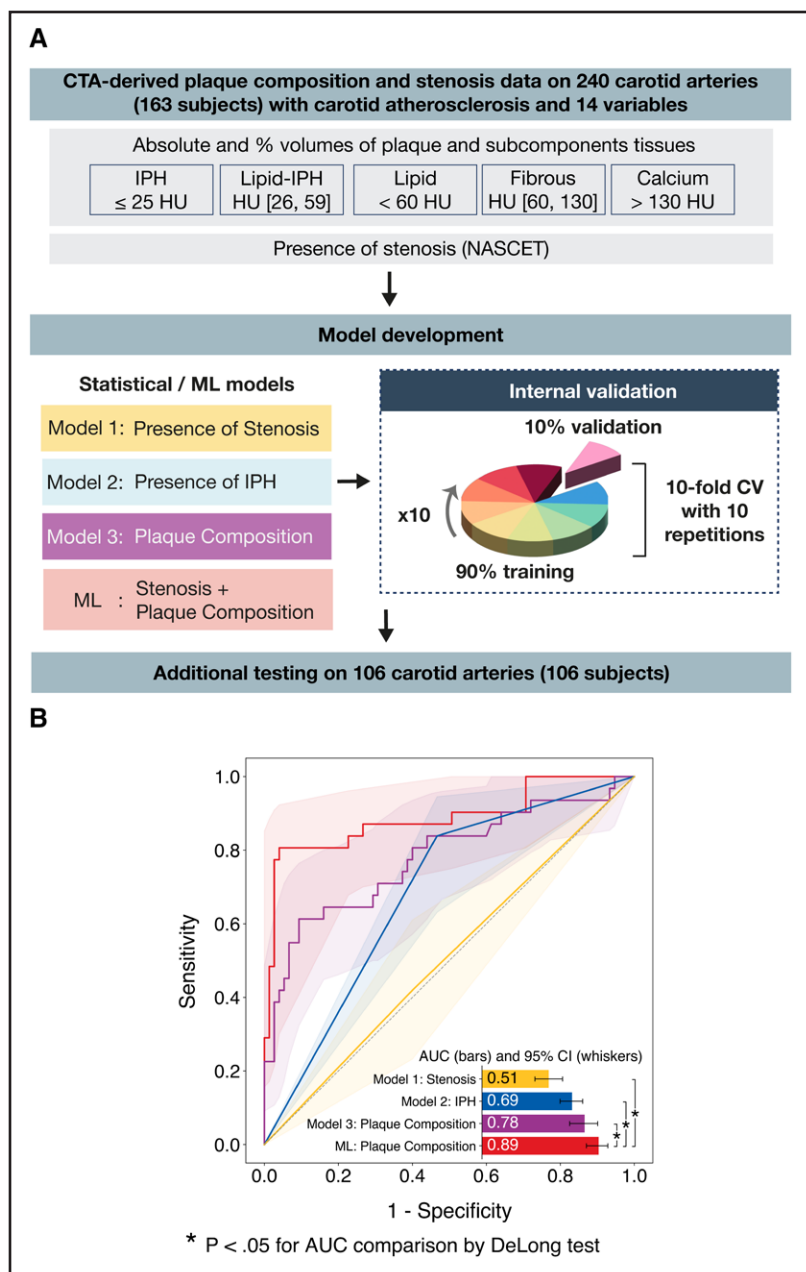 A
CTA-derived plaque composition and stenosis data on 240 carotid arteries
(163 subjects) with carotid atherosclerosis and 14 variables
Absolute and % volumes of plaque and subcomponents tissues
IPH
≤ 25 HU
Lipid-IPH
HU [26, 59]
Lipid
< 60 HU
Fibrous
HU [60, 130]
Calcium
> 130 HU
Presence of stenosis (NASCET)
Model development
Statistical / ML models
Model 1: Presence of Stenosis
Model 2: Presence of IPH
Model 3: Plaque Composition
ML : Stenosis +
Plaque Composition
Internal validation
10% validation
x10
90% training
10-fold CV
with 10
repetitions
Additional testing on 106 carotid arteries (106 subjects)
B
Sensitivity
1.0
0.8
0.6
0.4
0.2
0.0
AUC (bars) and 95% CI (whiskers)
Model 1: Stenosis 0.51
Model 2: IPH 0.69
Model 3: Plaque Composition 0.78
ML: Plaque Composition 0.89
* * *
0.0 0.2 0.4 0.6 0.8 1.0
1 - Specificity
* P < .05 for AUC comparison by DeLong test